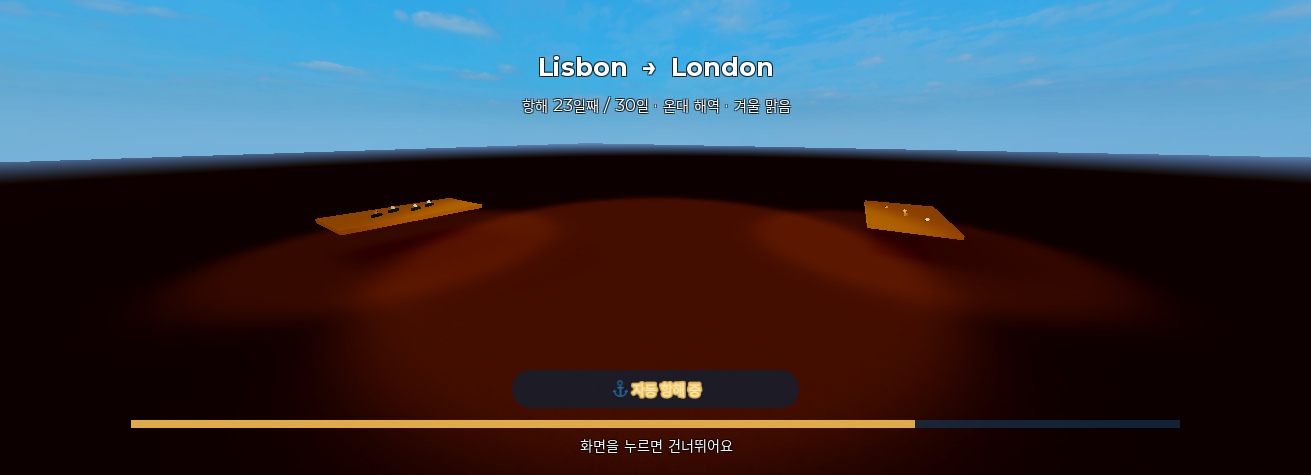 Lisbon → London
항해 23일째 / 30일 · 온대 해역 · 겨울 맑음
⚓ 자동 항해 중
화면을 누르면 건너뛰어요